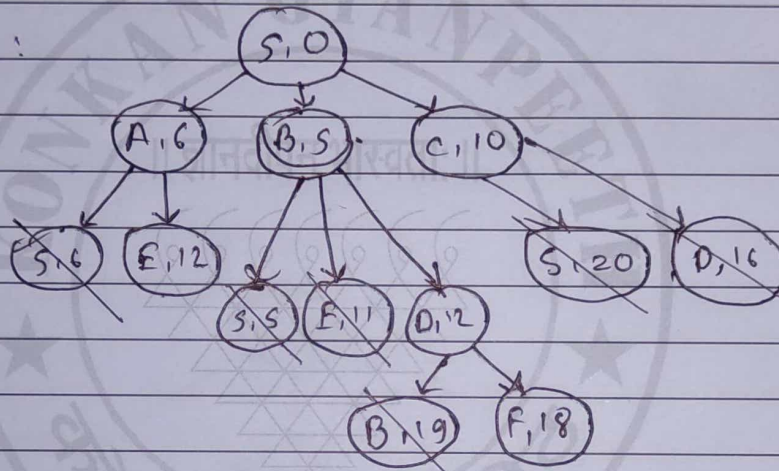 S, 0
A, 6 B, 5 C, 10
S, 6 E, 12 S, 20 D, 16
S, 5 E, 11 D, 12
B, 19 F, 18